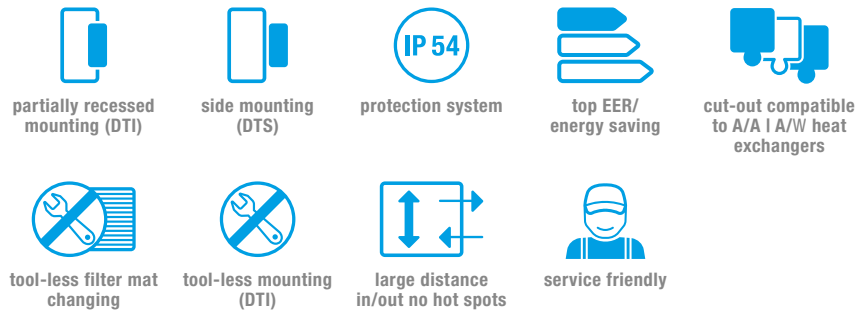 IP 54
partially recessed
mounting (DTI)
side mounting
(DTS)
protection system
top EER/
energy saving
cut-out compatible
to A/A I A/W heat
exchangers
tool-less filter mat
changing
tool-less mounting
(DTI)
large distance
in/out no hot spots
service friendly